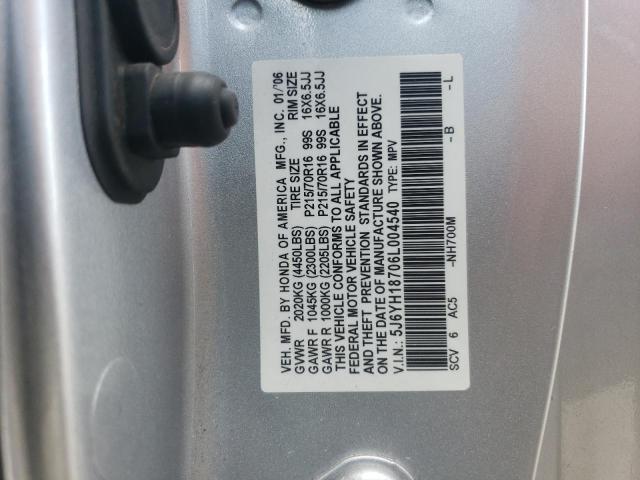 VEH. MFD. BY HONDA OF AMERICA MFG., INC. 01/'06
GVWR 2020KG (4450LBS) TIRE SIZE RIM SIZE
GAWR F 1045KG (2300LBS) P215/70R16 99S 16X6.5JJ
GAWR R 1000KG (2205LBS) P215/70R16 99S 16X6.5JJ
THIS VEHICLE CONFORMS TO ALL APPLICABLE
FEDERAL MOTOR VEHICLE SAFETY
AND THEFT PREVENTION STANDARDS IN EFFECT
ON THE DATE OF MANUFACTURE SHOWN ABOVE.
V.I.N.: 5J6YH18706L004540 TYPE: MPV
SCV 6 AC5 -NH700M -B -L